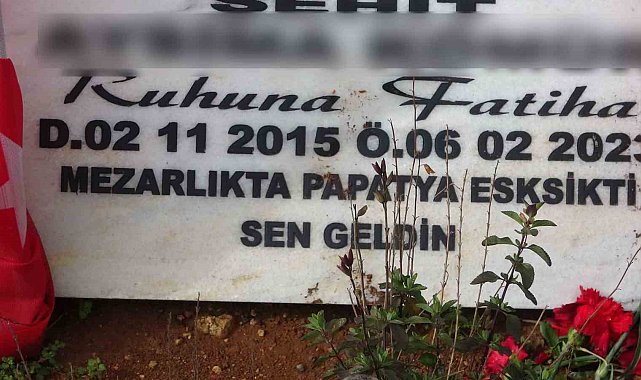 ŞEHİT
Ruhuna Fatiha
D.02 11 2015 Ö.06 02 2023
MEZARLIKTA PAPATYA ESKSİKTİ
SEN GELDİN